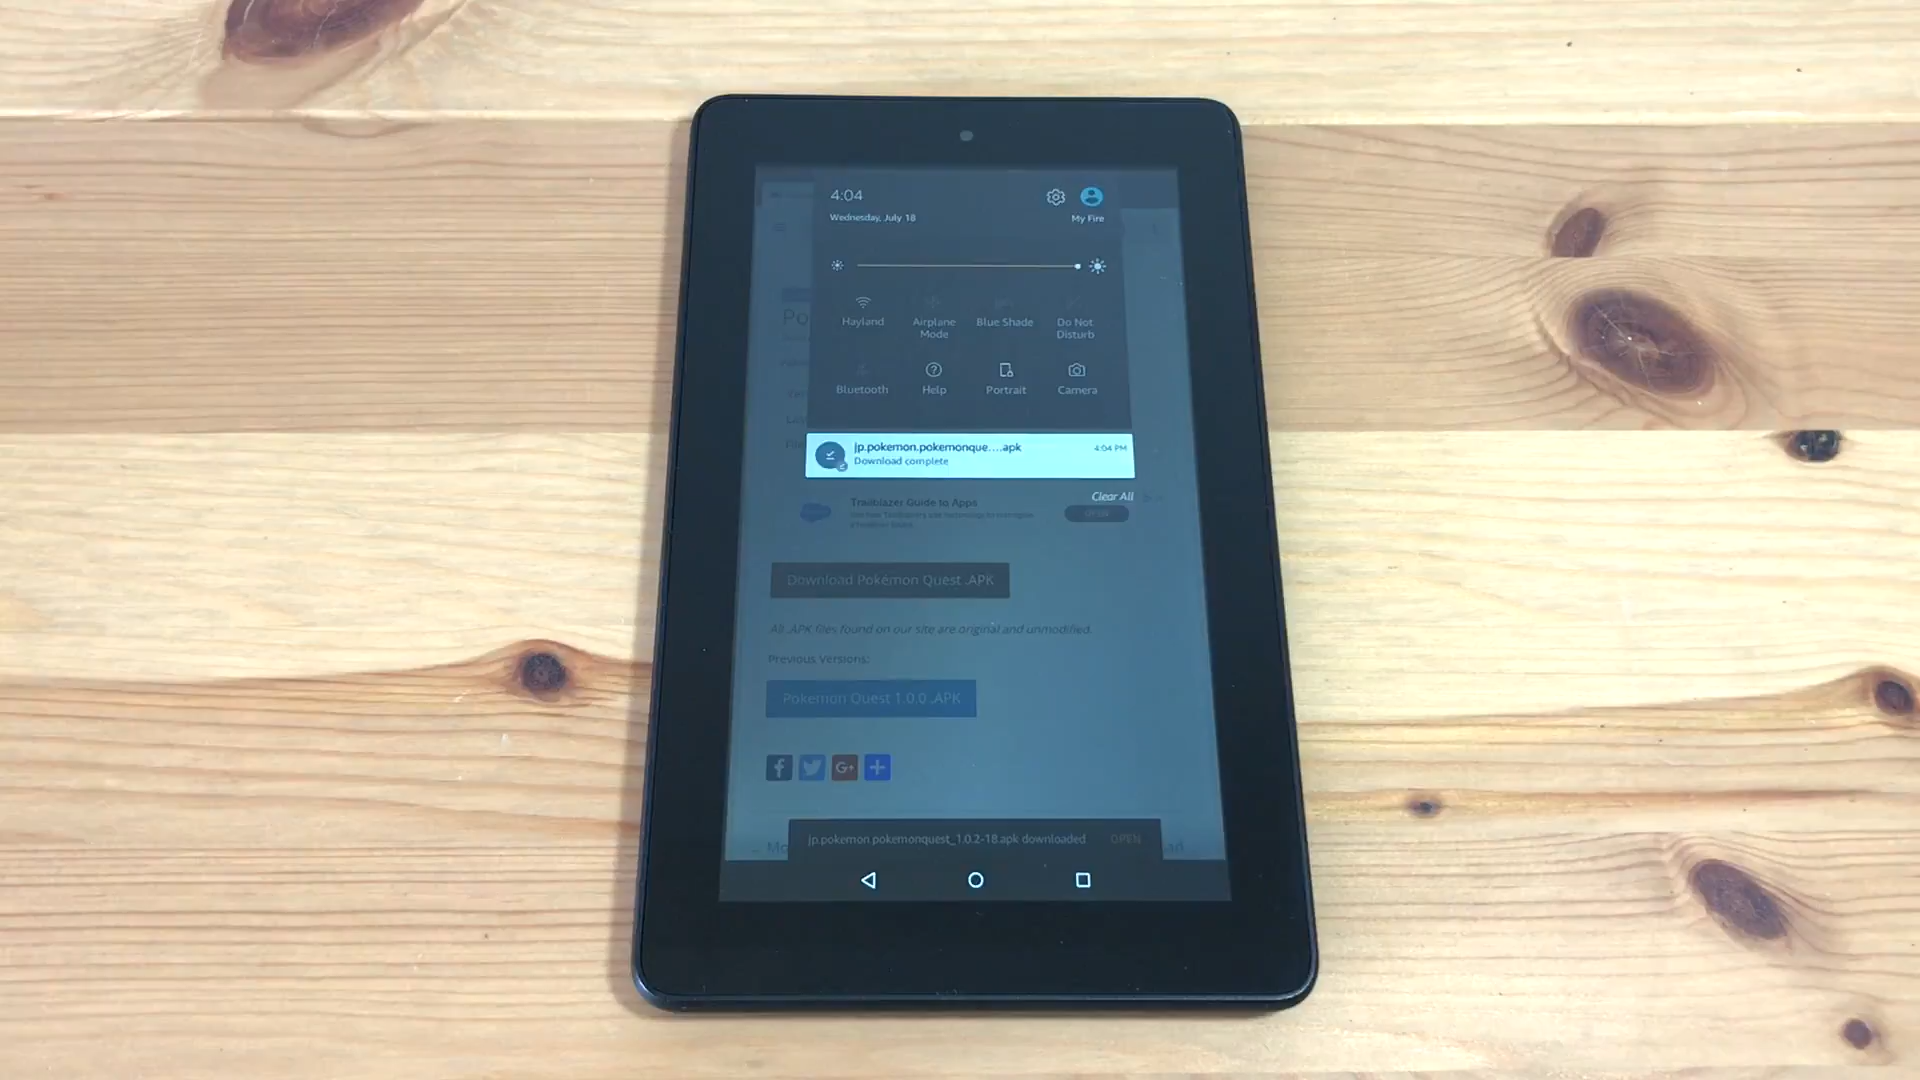 4:04
Wednesday, July 18
My Fire
Hayland
Airplane
Mode
Blue Shade
Do Not
Disturb
Bluetooth
Help
Portrait
Camera
jp.pokemon.pokemonque....apk
4:04 PM
Download complete
Clear All
Trailblazer Guide to Apps
OPEN
Download Pokémon Quest .APK
All .APK files found on our site are original and unmodified.
Previous Versions:
Pokemon Quest 1.0.0 .APK
jp.pokemon.pokemonquest_1.0.2-18.apk downloaded
OPEN